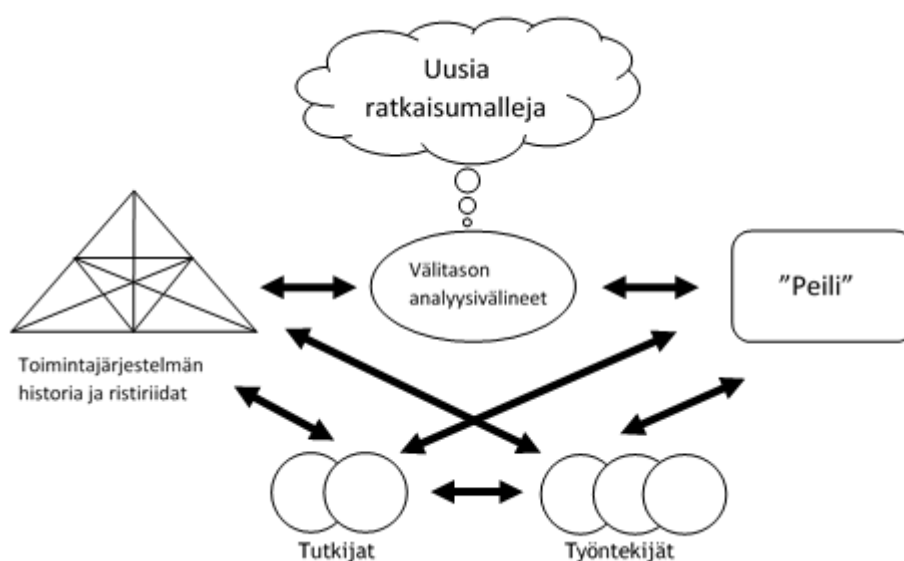 Uusia
ratkaisumalleja
Välitason
analyysivälineet
”Peili”
Toimintajärjestelmän
historia ja ristiriidat
Tutkijat
Työntekijät